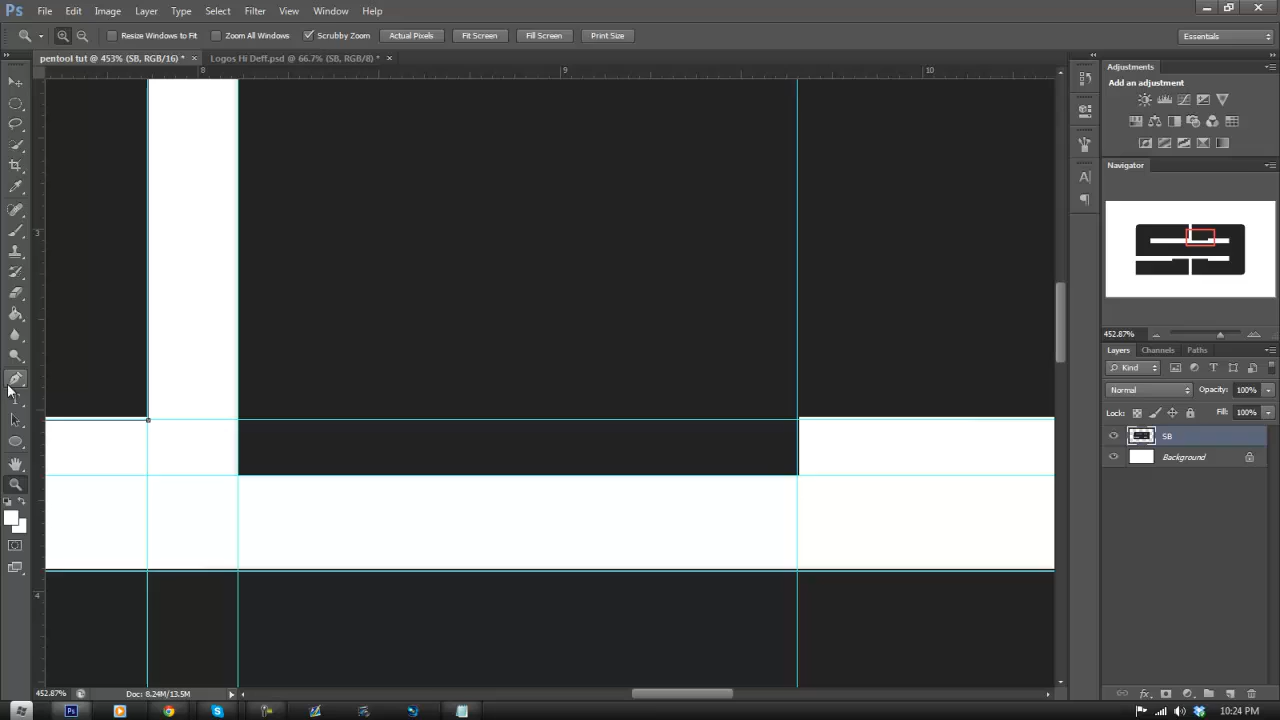 Ps File Edit Image Layer Type Select Filter View Window Help
Resize Windows to Fit Zoom All Windows Scrubby Zoom Actual Pixels Fit Screen Fill Screen Print Size Essentials
pentool tut @ 453% (SB, RGB/16) * × Logos Hi Deff.psd @ 66.7% (SB, RGB/8) * ×
8 9 10
3
4
Adjustments
Add an adjustment
Navigator
452.87%
Layers Channels Paths
Kind
Normal Opacity: 100%
Lock: Fill: 100%
SB
Background
452.87% Doc: 8.24M/13.5M
10:24 PM